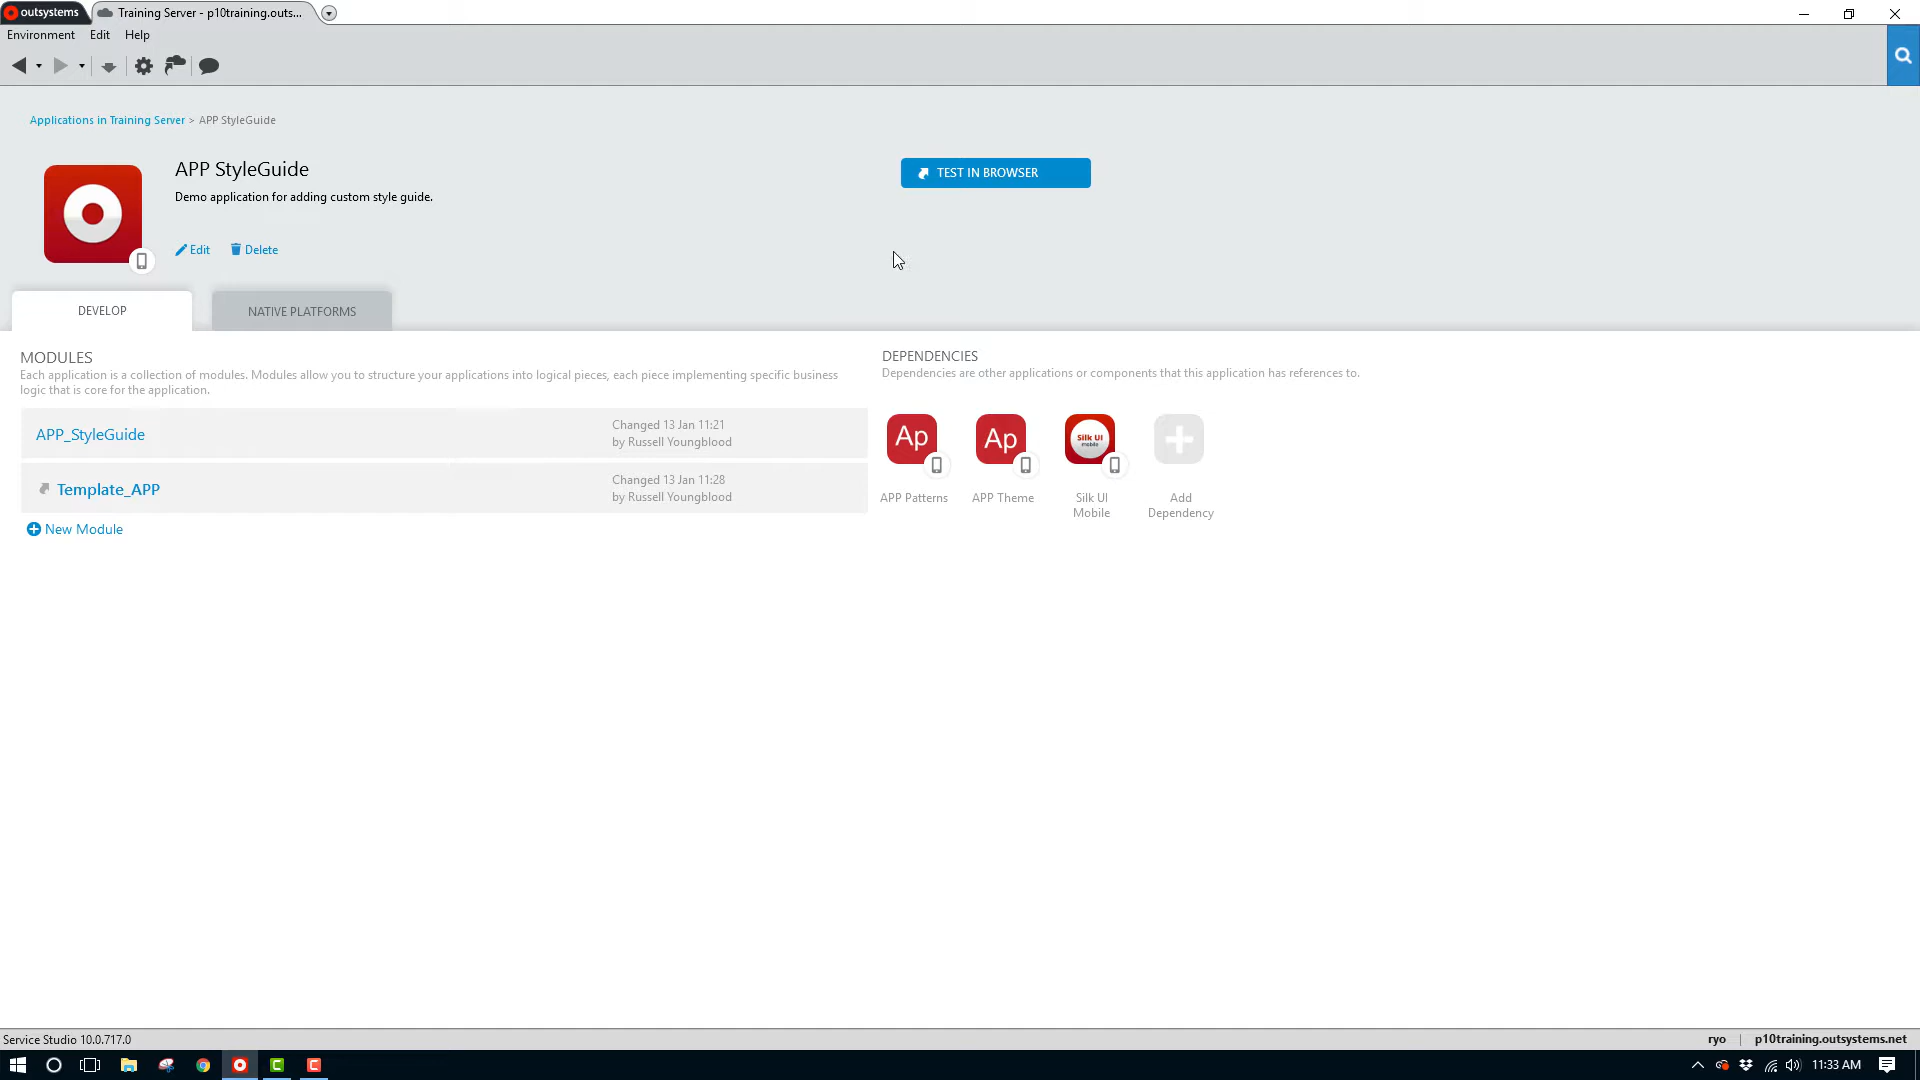 outsystems
Training Server - p10training.outs...
Environment Edit Help
Applications in Training Server > APP StyleGuide
APP StyleGuide
Demo application for adding custom style guide.
TEST IN BROWSER
Edit Delete
DEVELOP
NATIVE PLATFORMS
MODULES
Each application is a collection of modules. Modules allow you to structure your applications into logical pieces, each piece implementing specific business
logic that is core for the application.
APP_StyleGuide
Changed 13 Jan 11:21
by Russell Youngblood
Template_APP
Changed 13 Jan 11:28
by Russell Youngblood
New Module
DEPENDENCIES
Dependencies are other applications or components that this application has references to.
Ap
Ap
Silk UI
mobile
APP Patterns
APP Theme
Silk UI
Mobile
Add
Dependency
Service Studio 10.0.717.0
ryo | p10training.outsystems.net
11:33 AM